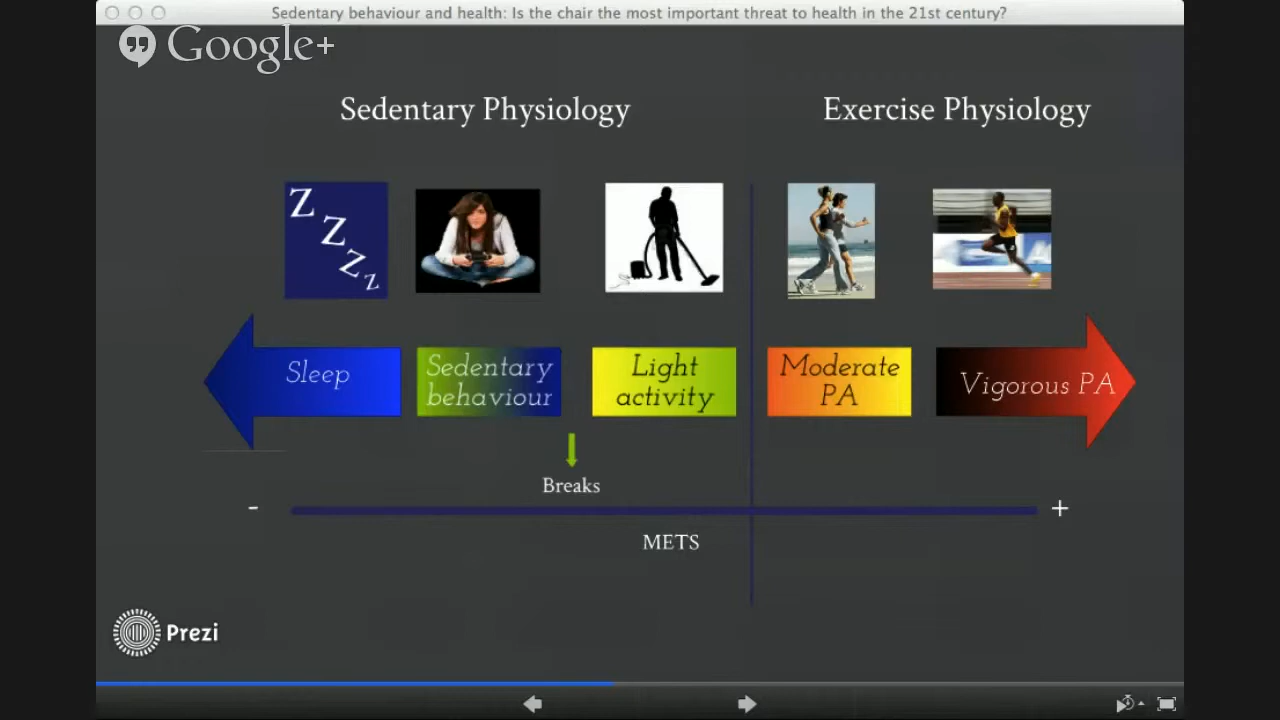 Sedentary behaviour and health: Is the chair the most important threat to health in the 21st century?
Google+
Sedentary Physiology
Exercise Physiology
Z
Z
Z
z
Sleep
Sedentary
behaviour
Light
activity
Moderate
PA
Vigorous PA
Breaks
-
+
METS
Prezi